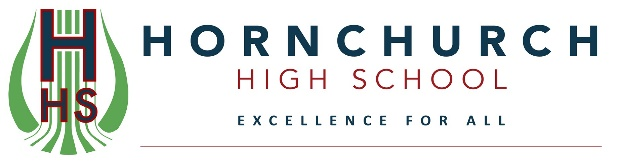 H
HS
HORNCHURCH
HIGH SCHOOL
EXCELLENCE FOR ALL